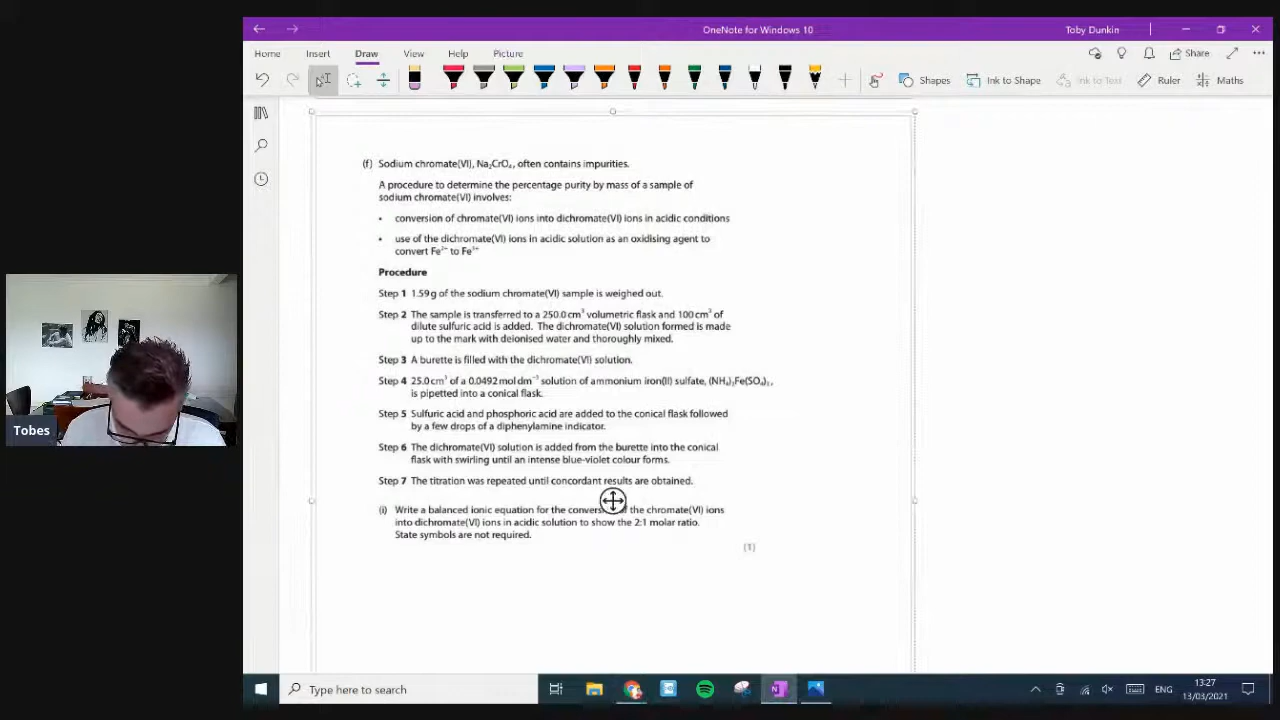 OneNote for Windows 10
Toby Dunkin
Home Insert Draw View Help Picture
Share
Shapes
Ink to Shape
Ink to Text
Ruler
Maths
(f) Sodium chromate(VI), Na₂CrO₄, often contains impurities.
A procedure to determine the percentage purity by mass of a sample of
sodium chromate(VI) involves:
• conversion of chromate(VI) ions into dichromate(VI) ions in acidic conditions
• use of the dichromate(VI) ions in acidic solution as an oxidising agent to
convert Fe²⁺ to Fe³⁺
Procedure
Step 1 1.59 g of the sodium chromate(VI) sample is weighed out.
Step 2 The sample is transferred to a 250.0 cm³ volumetric flask and 100 cm³ of
dilute sulfuric acid is added. The dichromate(VI) solution formed is made
up to the mark with deionised water and thoroughly mixed.
Step 3 A burette is filled with the dichromate(VI) solution.
Step 4 25.0 cm³ of a 0.0492 mol dm⁻³ solution of ammonium iron(II) sulfate, (NH₄)₂Fe(SO₄)₂,
is pipetted into a conical flask.
Step 5 Sulfuric acid and phosphoric acid are added to the conical flask followed
by a few drops of a diphenylamine indicator.
Step 6 The dichromate(VI) solution is added from the burette into the conical
flask with swirling until an intense blue-violet colour forms.
Step 7 The titration was repeated until concordant results are obtained.
(i) Write a balanced ionic equation for the convers the chromate(VI) ions
into dichromate(VI) ions in acidic solution to show the 2:1 molar ratio.
State symbols are not required.
(1)
Tobes
Type here to search
ENG
13:27
13/03/2021